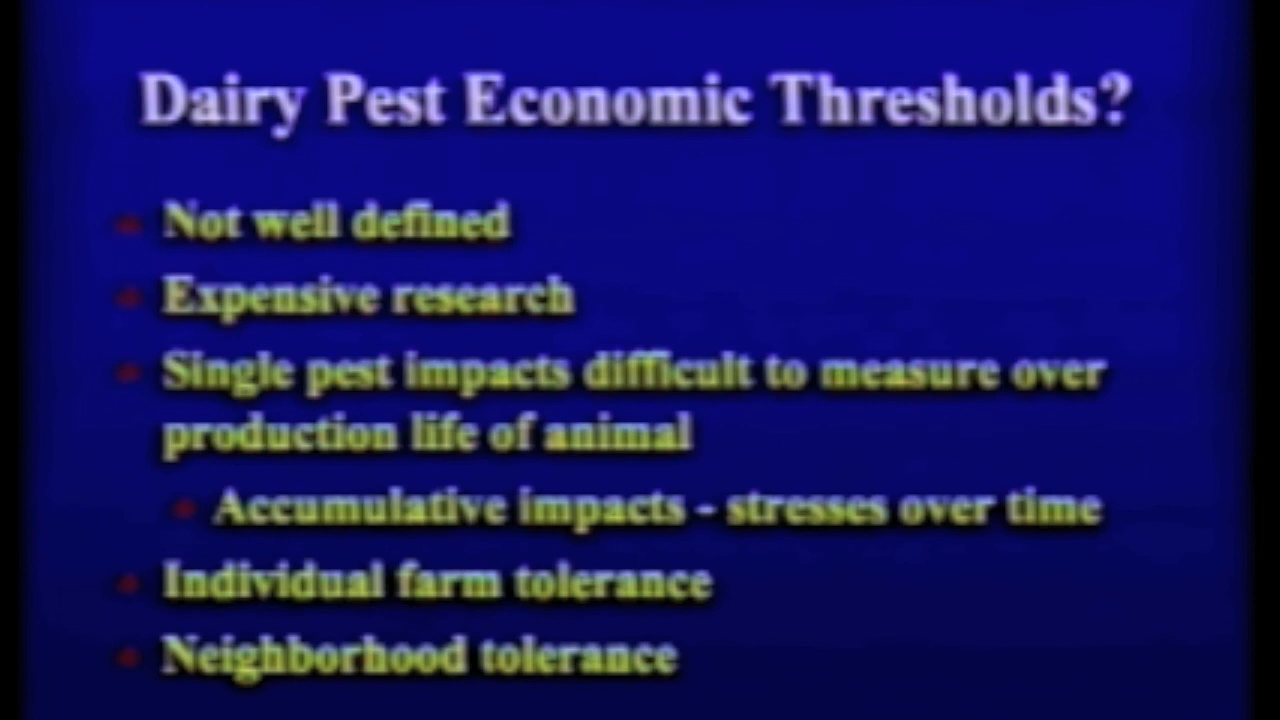 Dairy Pest Economic Thresholds?
Not well defined
Expensive research
Single pest impacts difficult to measure over
production life of animal
Accumulative impacts - stresses over time
Individual farm tolerance
Neighborhood tolerance